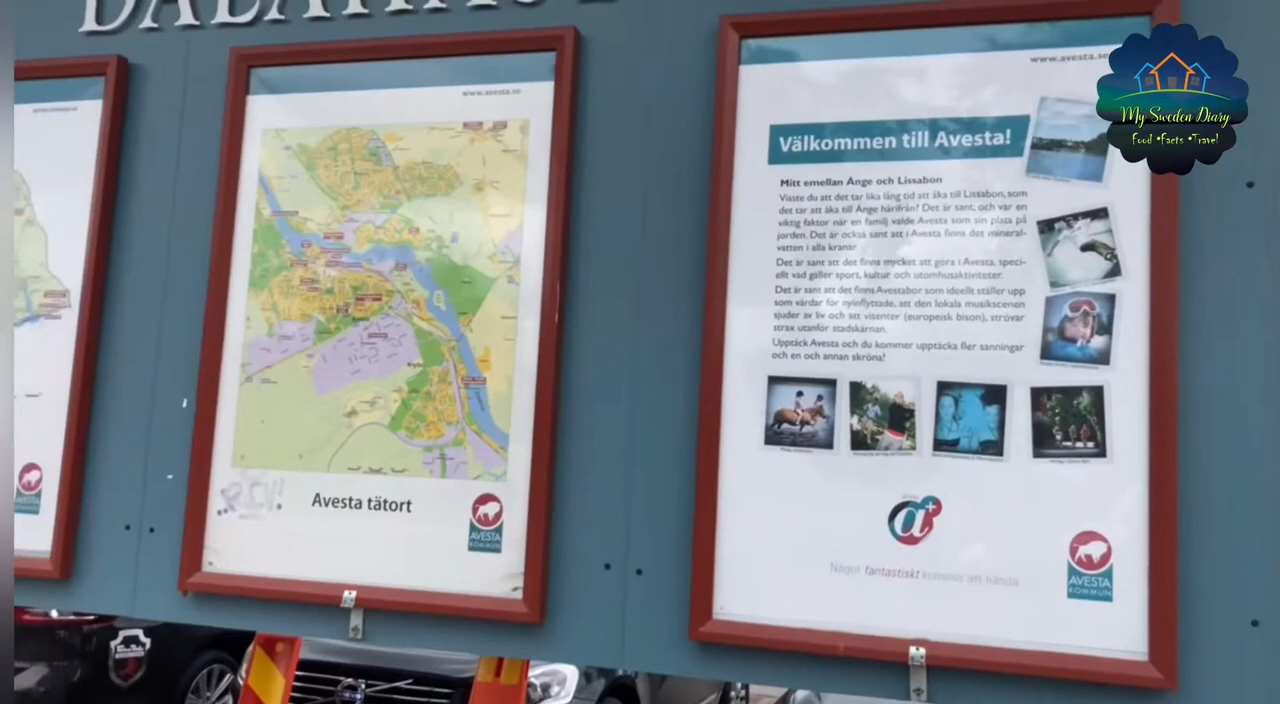 www.avesta.se
Avesta tätort
AVESTA
KOMMUN
www.avesta.se
Välkommen till Avesta!
Mitt emellan Ånge och Lissabon
Visste du att det tar lika lång tid att åka till Lissabon, som
det tar att åka till Ånge härifrån? Det är sant, och var en
viktig faktor när en familj valde Avesta som sin plats på
jorden. Det är också sant att i Avesta finns det mineral-
vatten i alla kranar.
Det är sant att det finns mycket att göra i Avesta, speci-
ellt vad gäller sport, kultur och utomhusaktiviteter.
Det är sant att det finns Avestabor som ideellt ställer upp
som värdar för nyinflyttade, att den lokala musikscenen
sjuder av liv och att visenter (europeisk bison), strövar
strax utanför stadskärnan.
Upptäck Avesta och du kommer upptäcka fler sanningar
och en och annan skröna!
a+
Något fantastiskt kommer att hända
AVESTA
KOMMUN
AVESTA
KOMMUN
My Sweden Diary
Food •Facts •Travel